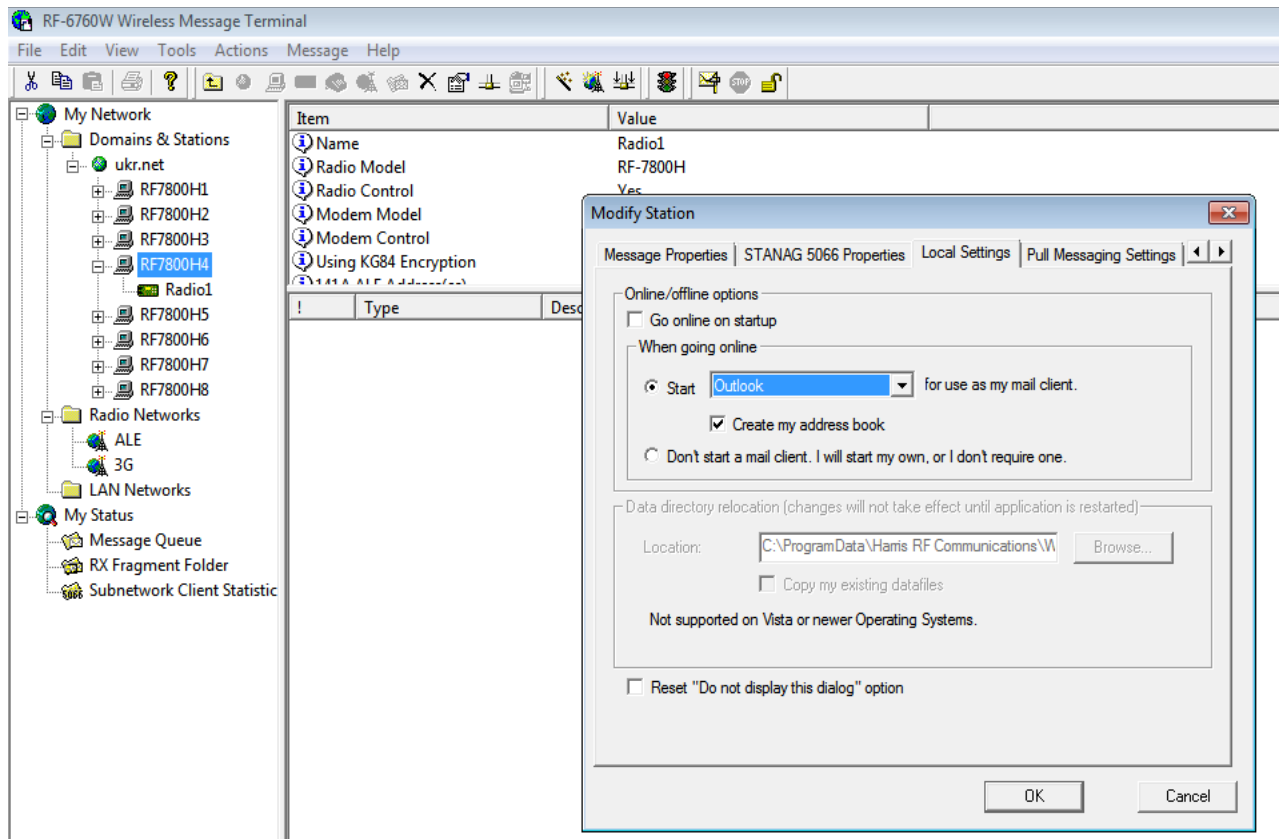 RF-6760W Wireless Message Terminal
File Edit View Tools Actions Message Help
My Network
Domains & Stations
ukr.net
RF7800H1
RF7800H2
RF7800H3
RF7800H4
Radio1
RF7800H5
RF7800H6
RF7800H7
RF7800H8
Radio Networks
ALE
3G
LAN Networks
My Status
Message Queue
RX Fragment Folder
Subnetwork Client Statistic
Item Value
Name Radio1
Radio Model RF-7800H
Radio Control Yes
Modem Model
Modem Control
Using KG84 Encryption
141A ALE Address(es)
! Type Desc
Modify Station
Message Properties STANAG 5066 Properties Local Settings Pull Messaging Settings
Online/offline options
Go online on startup
When going online
Start Outlook for use as my mail client.
Create my address book
Don't start a mail client. I will start my own, or I don't require one.
Data directory relocation (changes will not take effect until application is restarted)
Location: C:\ProgramData\Harris RF Communications\W Browse...
Copy my existing datafiles
Not supported on Vista or newer Operating Systems.
Reset "Do not display this dialog" option
OK Cancel